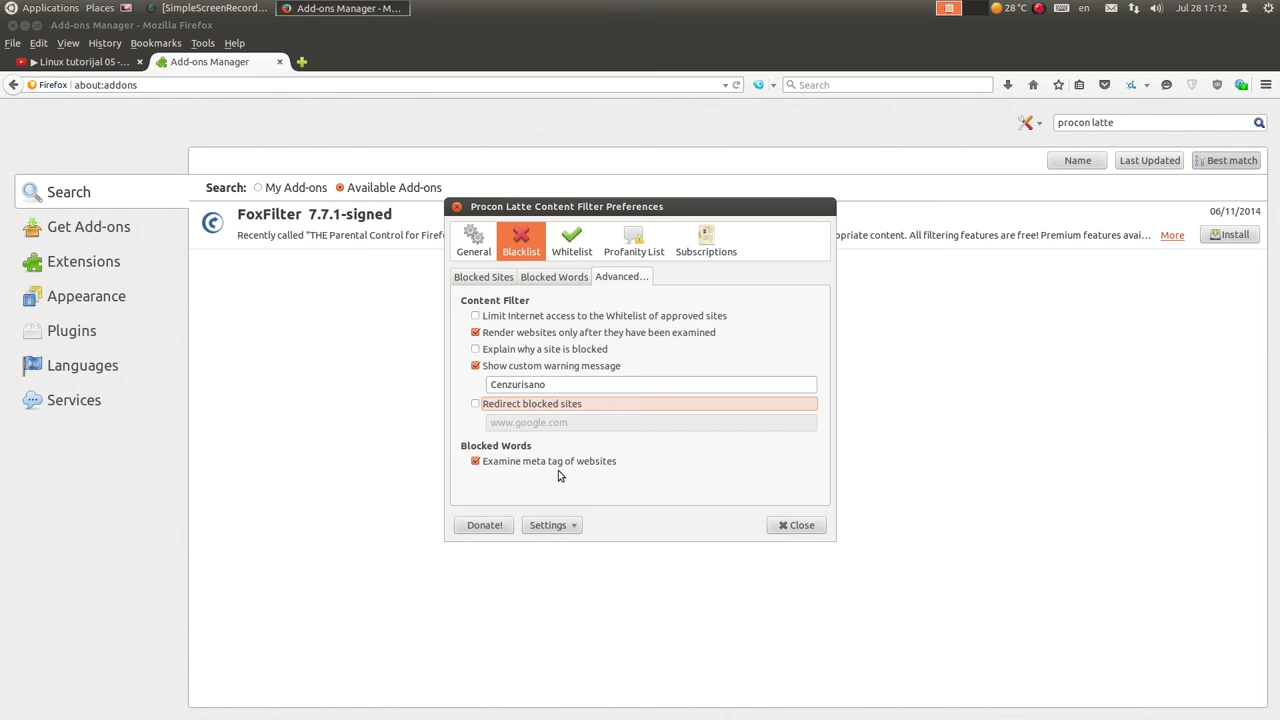 Applications Places [SimpleScreenRecord... Add-ons Manager - M... 28 °C en Jul 28 17:12
Add-ons Manager - Mozilla Firefox
File Edit View History Bookmarks Tools Help
▶ Linux tutorijal 05 -... × Add-ons Manager ×
Firefox about:addons Search
procon latte
Name Last Updated Best match
Search: My Add-ons Available Add-ons
Search
Get Add-ons
Extensions
Appearance
Plugins
Languages
Services
FoxFilter 7.7.1-signed 06/11/2014
Recently called "THE Parental Control for Firef opriate content. All filtering features are free! Premium features avai... More Install
Procon Latte Content Filter Preferences
General Blacklist Whitelist Profanity List Subscriptions
Blocked Sites Blocked Words Advanced...
Content Filter
Limit Internet access to the Whitelist of approved sites
Render websites only after they have been examined
Explain why a site is blocked
Show custom warning message
Cenzurisano
Redirect blocked sites
www.google.com
Blocked Words
Examine meta tag of websites
Donate! Settings Close